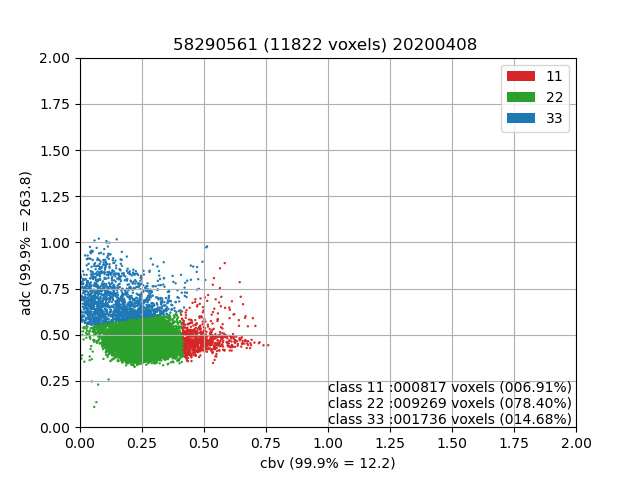 58290561 (11822 voxels) 20200408
2.00
1.75
1.50
1.25
1.00
0.75
0.50
0.25
0.00
adc (99.9% = 263.8)
11
22
33
class 11 :000817 voxels (006.91%)
class 22 :009269 voxels (078.40%)
class 33 :001736 voxels (014.68%)
0.00 0.25 0.50 0.75 1.00 1.25 1.50 1.75 2.00
cbv (99.9% = 12.2)